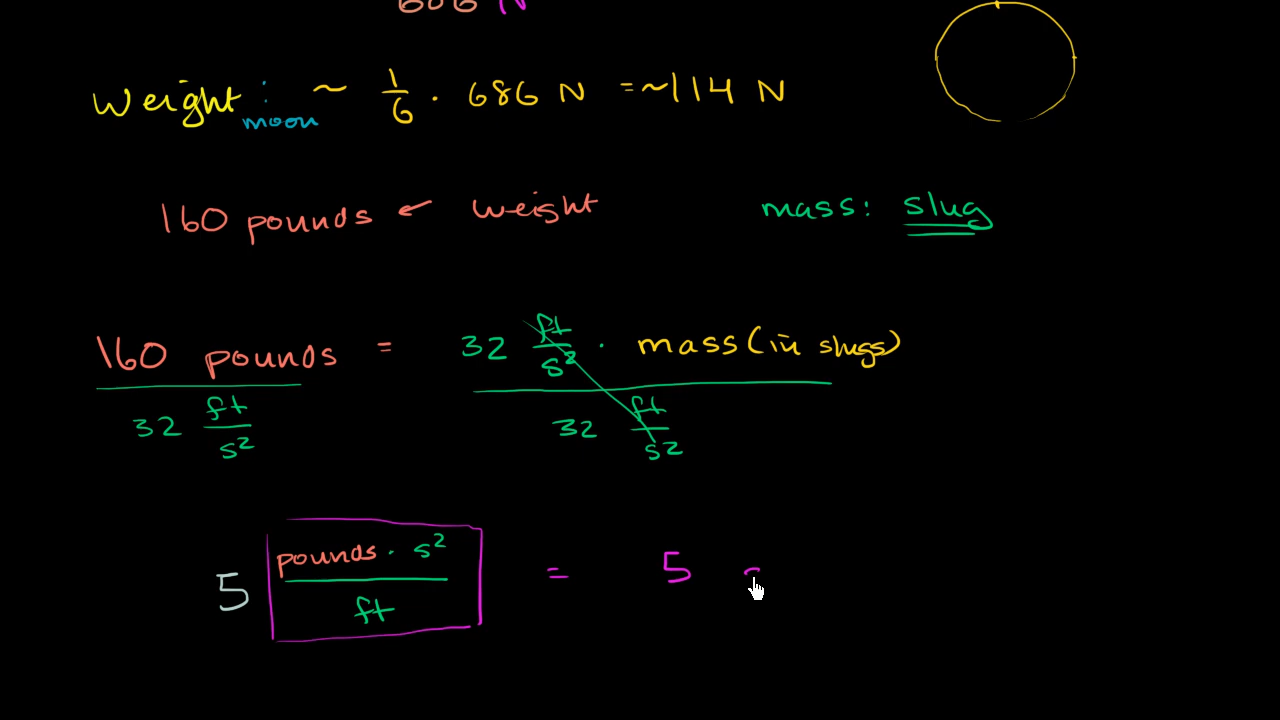 686 N
Weight moon : ~ 1/6 · 686 N = ~114 N
160 pounds ← weight mass: slug
160 pounds / 32 ft/s² = 32 ft/s² · mass (in slugs) / 32 ft/s²
5 pounds · s² / ft = 5